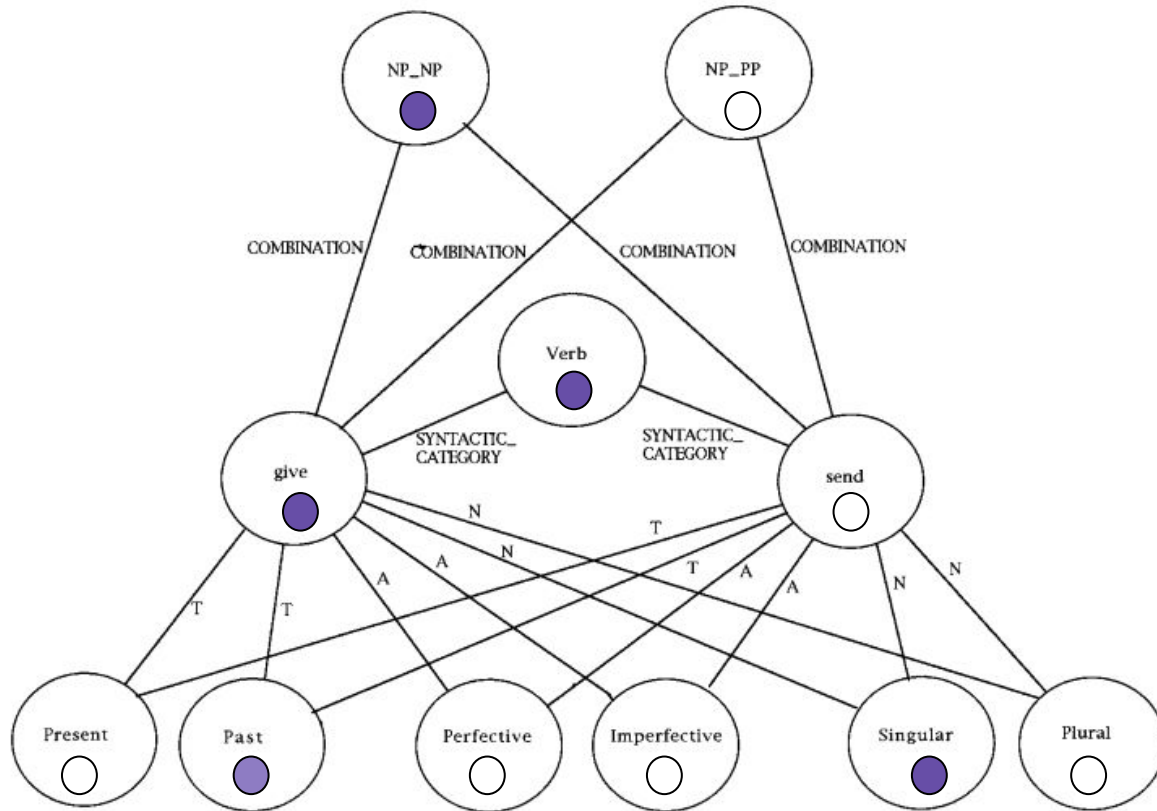 NP_NP
NP_PP
COMBINATION
COMBINATION
COMBINATION
COMBINATION
Verb
SYNTACTIC_
CATEGORY
SYNTACTIC_
CATEGORY
give
send
N
T
N
T
A
A
A
A
N
N
T
T
Present
Past
Perfective
Imperfective
Singular
Plural